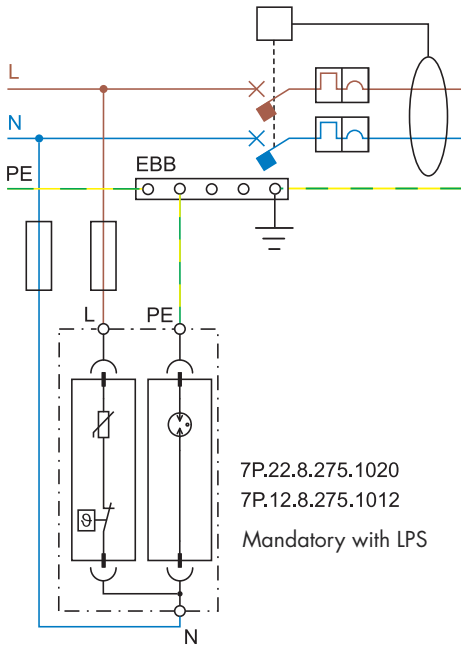 L
N
PE
EBB
L
PE
7P.22.8.275.1020
7P.12.8.275.1012
ϑ
Mandatory with LPS
N